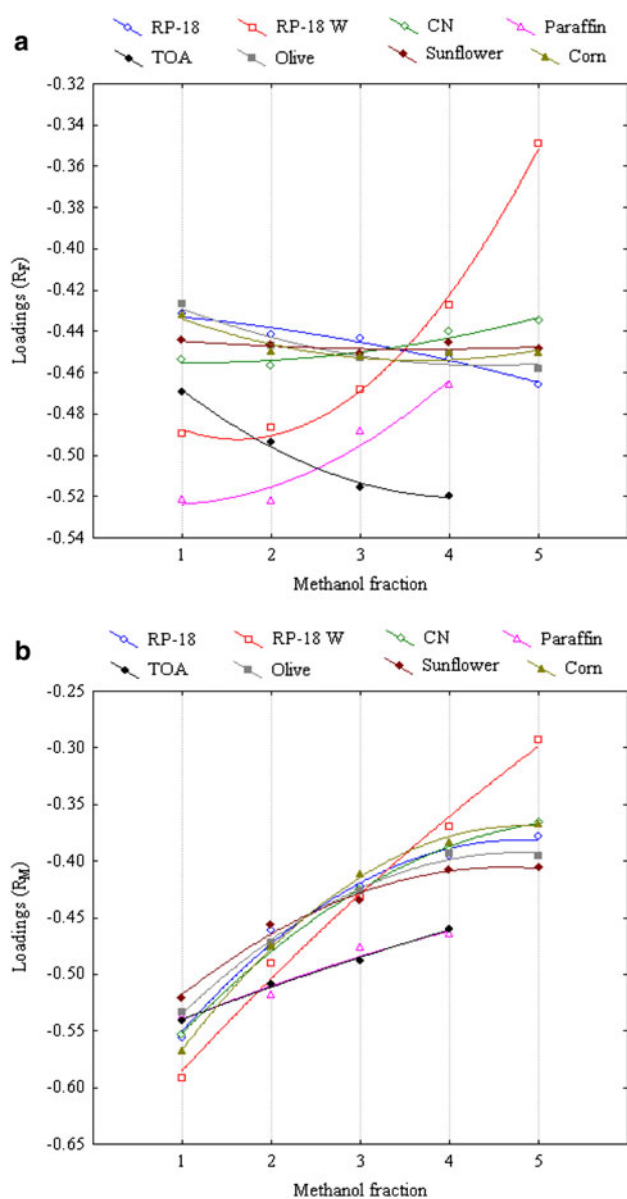 a
RP-18 RP-18 W CN Paraffin
TOA Olive Sunflower Corn
-0.32
-0.34
-0.36
-0.38
-0.40
-0.42
-0.44
-0.46
-0.48
-0.50
-0.52
-0.54
Loadings (RF)
1 2 3 4 5
Methanol fraction
b
RP-18 RP-18 W CN Paraffin
TOA Olive Sunflower Corn
-0.25
-0.30
-0.35
-0.40
-0.45
-0.50
-0.55
-0.60
-0.65
Loadings (RM)
1 2 3 4 5
Methanol fraction